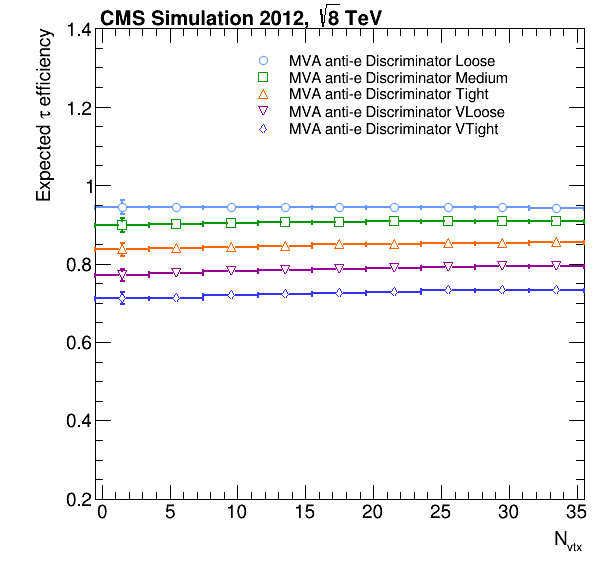 CMS Simulation 2012, √8 TeV
MVA anti-e Discriminator Loose
MVA anti-e Discriminator Medium
MVA anti-e Discriminator Tight
MVA anti-e Discriminator VLoose
MVA anti-e Discriminator VTight
Expected τ efficiency
1.4
1.2
1
0.8
0.6
0.4
0.2
0 5 10 15 20 25 30 35
N_vtx